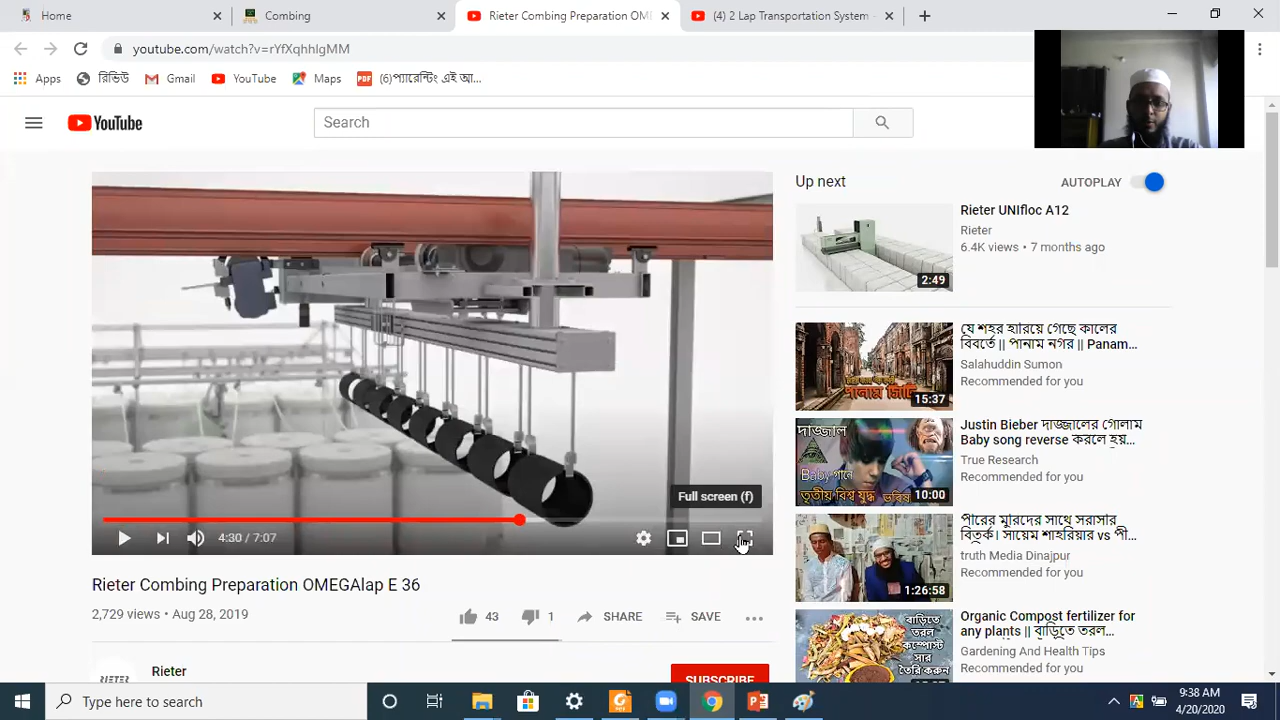 Home
Combing
Rieter Combing Preparation OME
(4) 2 Lap Transportation System -
youtube.com/watch?v=rYfXqhhlgMM
Apps
রিভিউ
Gmail
YouTube
Maps
PDF
(6)প্যারেন্টিং এই আ...
YouTube
Search
Up next
AUTOPLAY
Rieter UNIfloc A12
Rieter
6.4K views • 7 months ago
2:49
যে শহর হারিয়ে গেছে কালের
বিবর্তে || পানাম নগর || Panam...
Salahuddin Sumon
Recommended for you
পানাম সিটি
15:37
Justin Bieber দাজ্জালের গোলাম
Baby song reverse করলে হয়...
True Research
Recommended for you
দাজ্জাল
Baby গানে
তৃতীয় বিশ্ব যুদ্ধ
10:00
পীরের মুরিদের সাথে সরাসরি
বিতর্ক। সায়েম শাহরিয়ার vs পী...
truth Media Dinajpur
Recommended for you
1:26:58
Organic Compost fertilizer for
any plants || বাড়িতে তরল...
Gardening And Health Tips
Recommended for you
বাড়িতে
তরল
কম্পোস্ট
সার
তৈরি করুন
Full screen (f)
4:30 / 7:07
Rieter Combing Preparation OMEGAlap E 36
2,729 views • Aug 28, 2019
43
1
SHARE
SAVE
Rieter
SUBSCRIBE
Type here to search
9:38 AM
4/20/2020